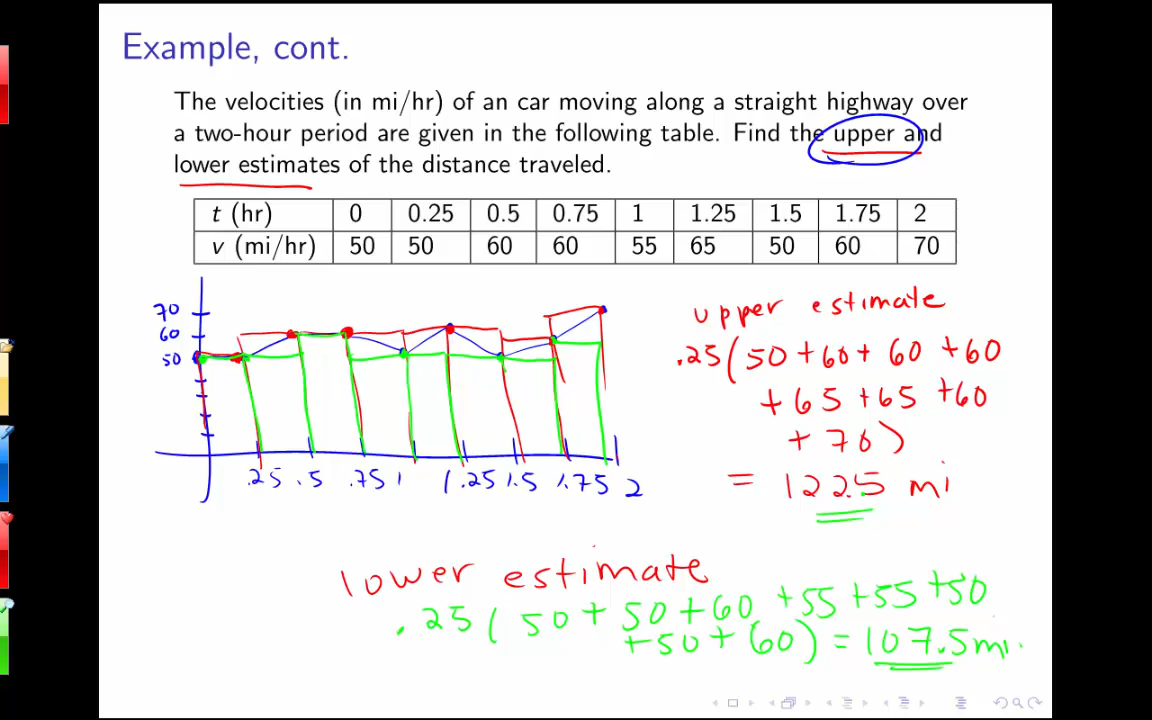 Example, cont.
The velocities (in mi/hr) of an car moving along a straight highway over
a two-hour period are given in the following table. Find the upper and
lower estimates of the distance traveled.
t (hr) 0 0.25 0.5 0.75 1 1.25 1.5 1.75 2
v (mi/hr) 50 50 60 60 55 65 50 60 70
70
60
50
.25 .5 .75 1 1.25 1.5 1.75 2
upper estimate
.25(50+60+ 60 +60
+65 +65 +60
+ 70)
= 122.5 mi
lower estimate
.25(50+50+60 +55+55+50
+50+60) = 107.5mi.